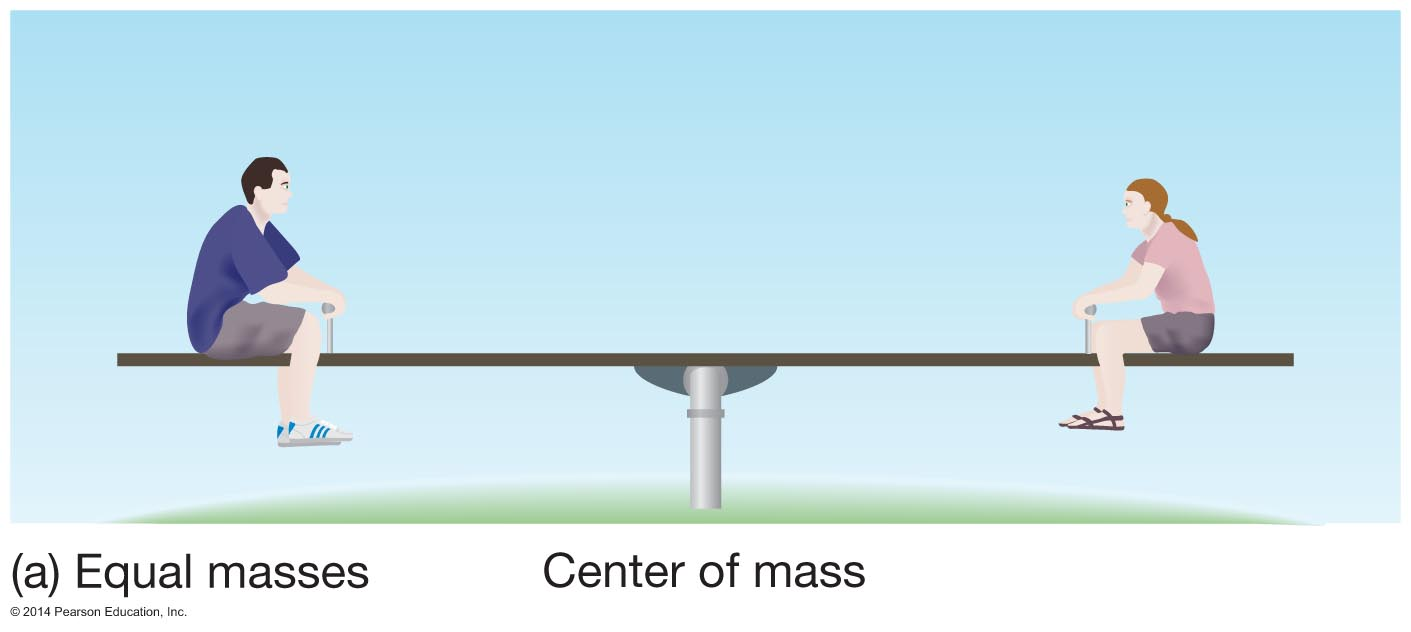 (a) Equal masses Center of mass
© 2014 Pearson Education, Inc.